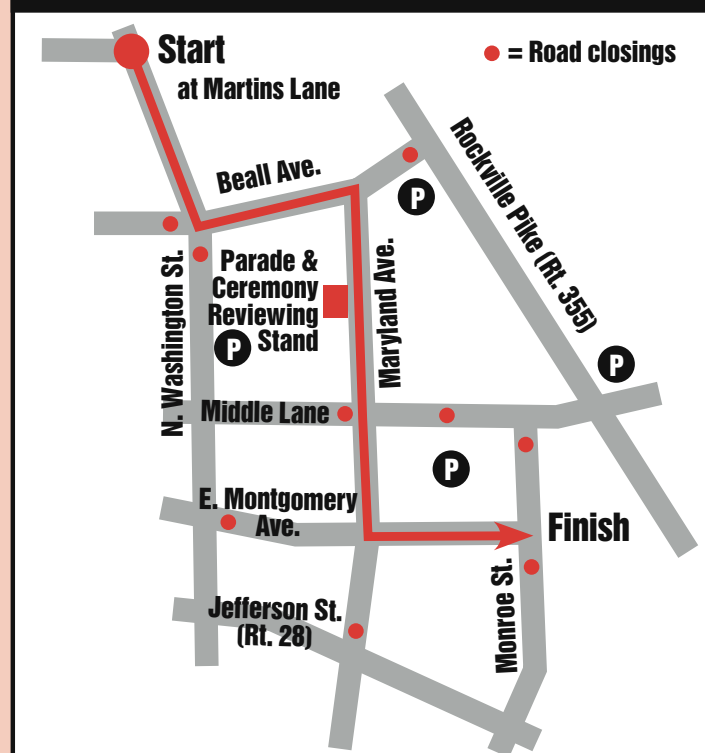 Start
at Martins Lane
= Road closings
Beall Ave.
Rockville Pike (Rt. 355)
P
N. Washington St.
Parade &
Ceremony
Reviewing
Stand
P
Maryland Ave.
P
Middle Lane
P
E. Montgomery
Ave.
Finish
Monroe St.
Jefferson St.
(Rt. 28)